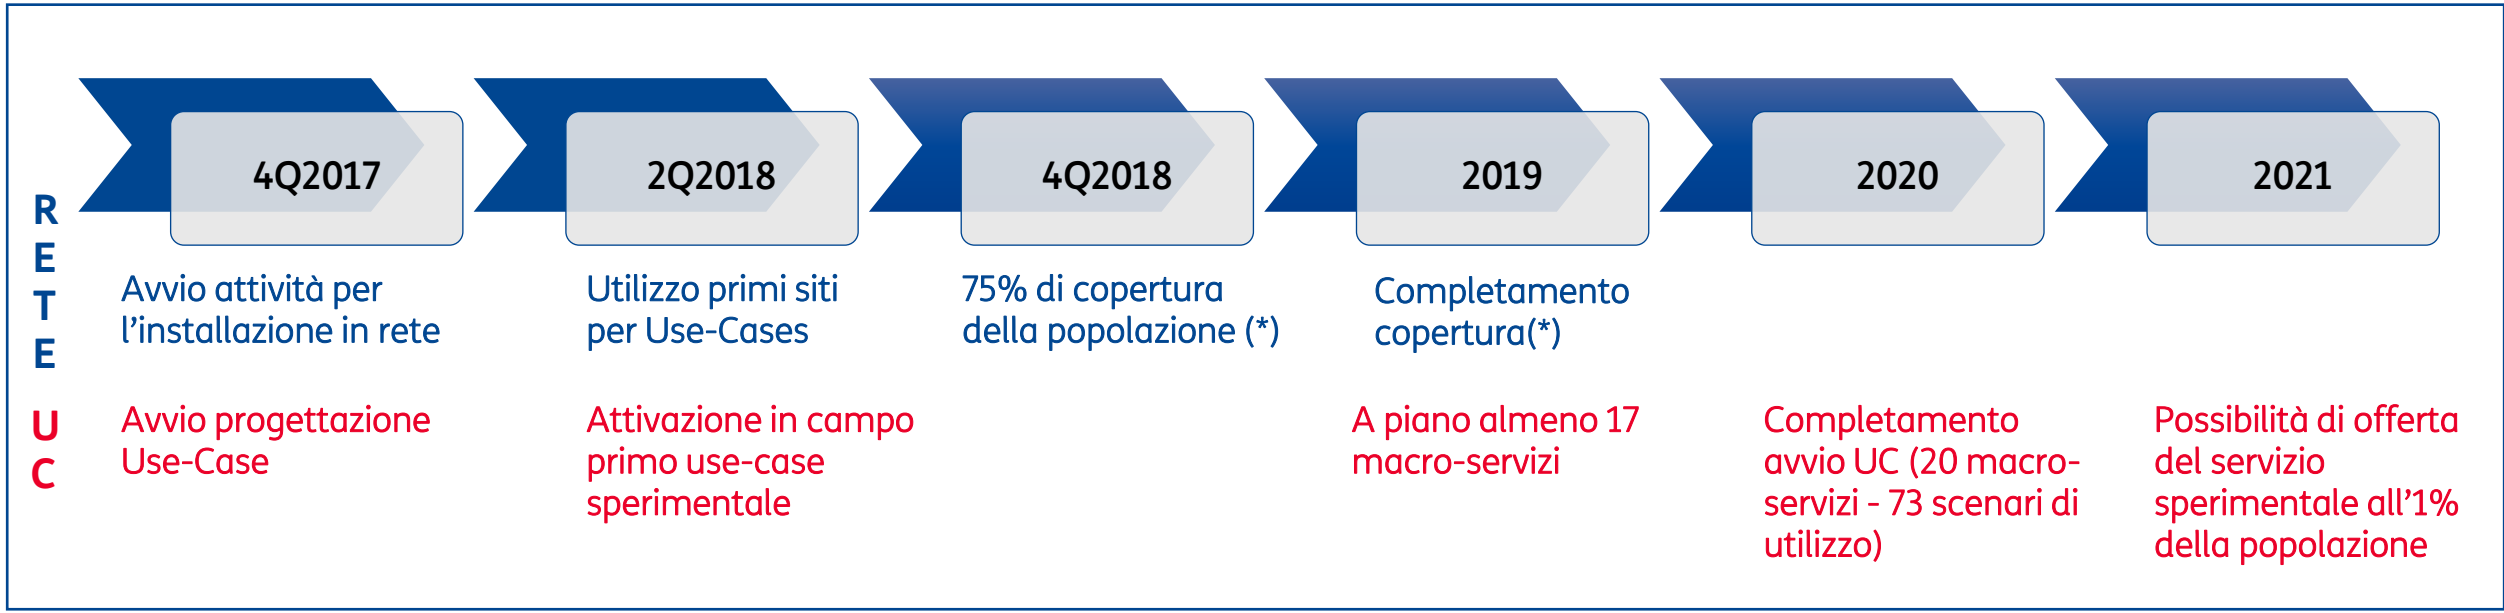 4Q2017
2Q2018
4Q2018
2019
2020
2021
RETE
Avvio attività per
l’installazione in rete
Utilizzo primi siti
per Use-Cases
75% di copertura
della popolazione (*)
Completamento
copertura(*)
UC
Avvio progettazione
Use-Case
Attivazione in campo
primo use-case
sperimentale
A piano almeno 17
macro-servizi
Completamento
avvio UC (20 macro-
servizi - 73 scenari di
utilizzo)
Possibilità di offerta
del servizio
sperimentale all’1%
della popolazione